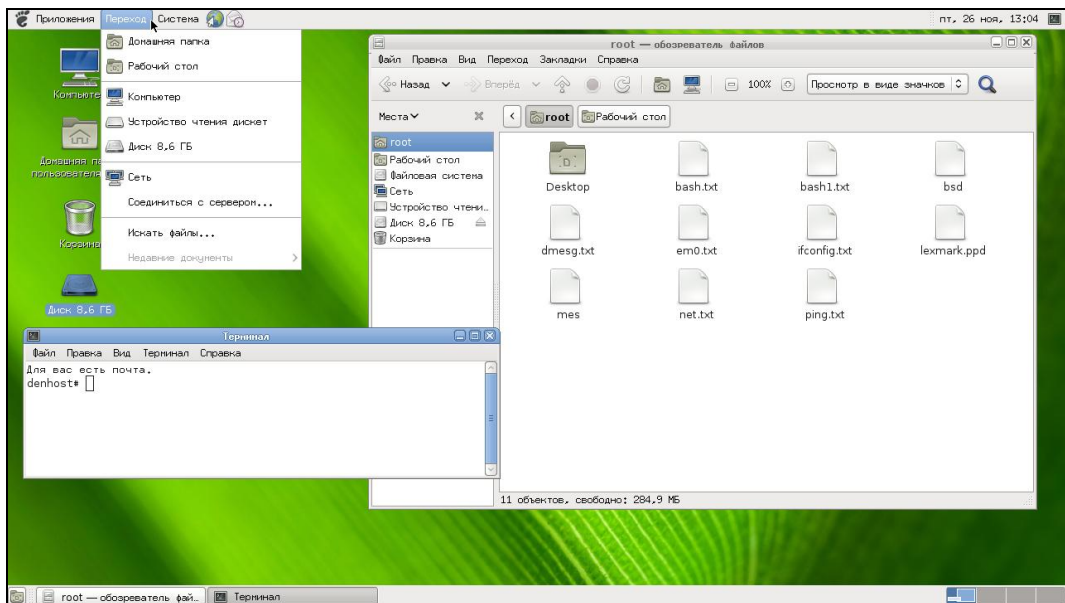 Приложения Переход Система
пт, 26 ноя, 13:04
Домашняя папка
Рабочий стол
Компьютер
Устройство чтения дискет
Диск 8,6 ГБ
Сеть
Соединиться с сервером...
Искать файлы...
Недавние документы
Компьюте
Домашняя па
пользователя
Корзина
Диск 8,6 ГБ
root — обозреватель файлов
Файл Правка Вид Переход Закладки Справка
Назад Вперёд 100% Просмотр в виде значков
Места root Рабочий стол
root
Рабочий стол
Файловая система
Сеть
Устройство чтени..
Диск 8,6 ГБ
Корзина
Desktop bash.txt bash1.txt bsd
dmesg.txt em0.txt ifconfig.txt lexmark.ppd
mes net.txt ping.txt
11 объектов, свободно: 284,9 МБ
Терминал
Файл Правка Вид Терминал Справка
Для вас есть почта.
denhost#
root — обозреватель фай.. Терминал